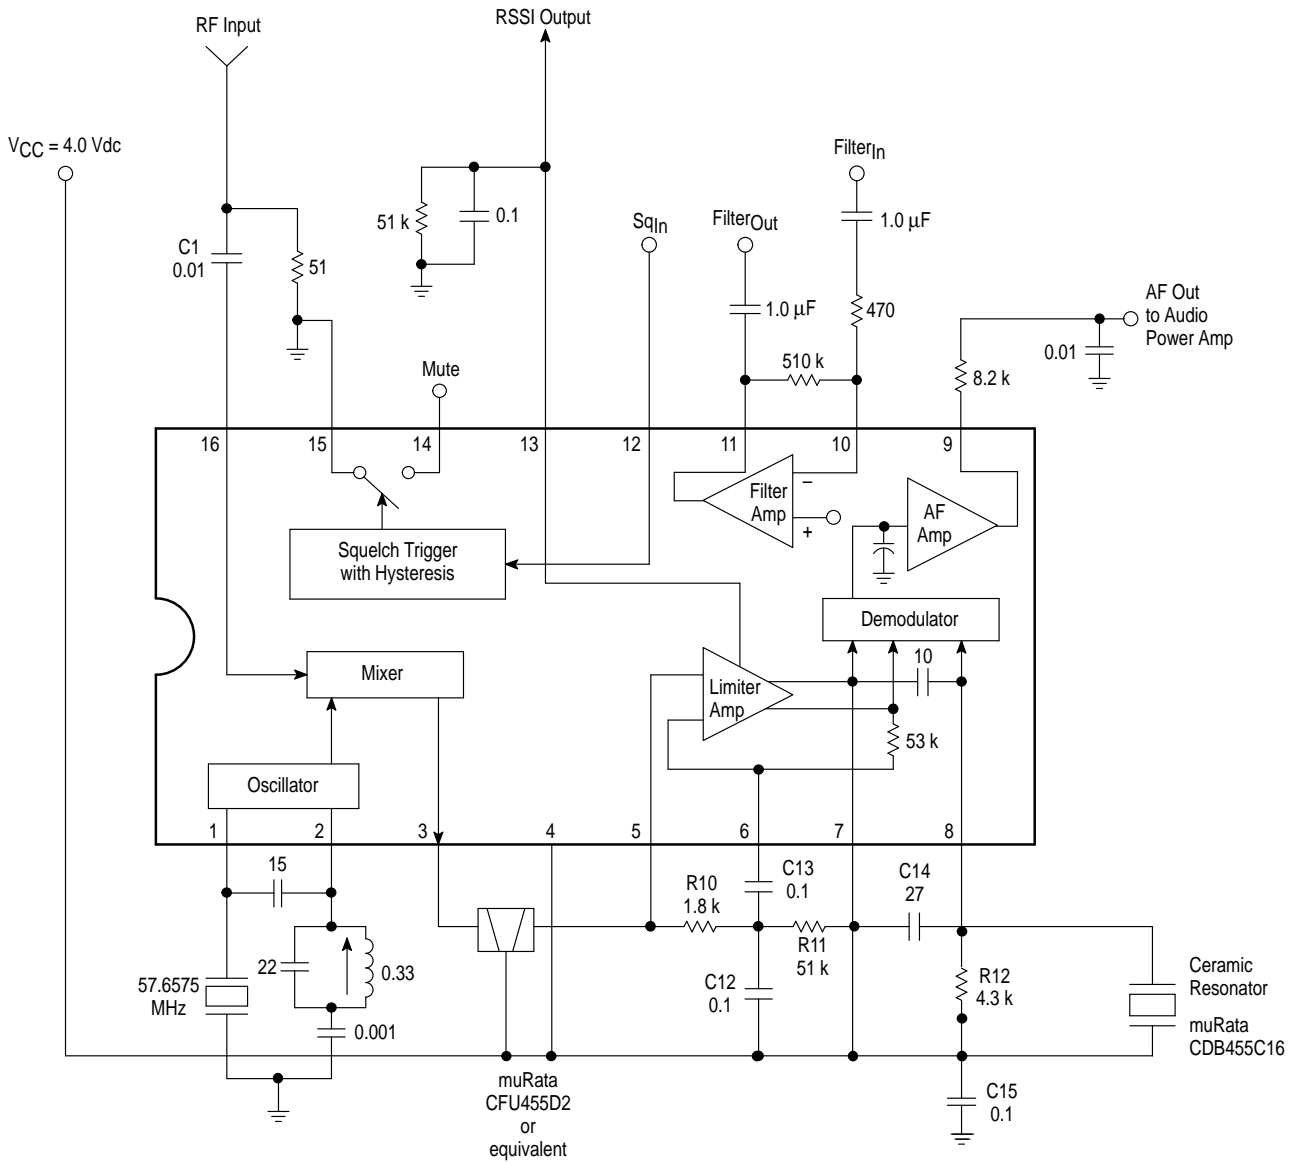 RF Input
RSSI Output
VCC = 4.0 Vdc
FilterIn
51 k
0.1
SqIn
FilterOut
1.0 µF
C1
0.01
51
1.0 µF
470
AF Out
to Audio
Power Amp
0.01
Mute
510 k
8.2 k
16
15
14
13
12
11
10
9
Filter
Amp
–
+
AF
Amp
Squelch Trigger
with Hysteresis
Demodulator
Mixer
Limiter
Amp
10
53 k
Oscillator
1
2
3
4
5
6
7
8
15
R10
1.8 k
C13
0.1
C14
27
22
0.33
R11
51 k
57.6575
MHz
C12
0.1
R12
4.3 k
Ceramic
Resonator
muRata
CDB455C16
0.001
muRata
CFU455D2
or
equivalent
C15
0.1